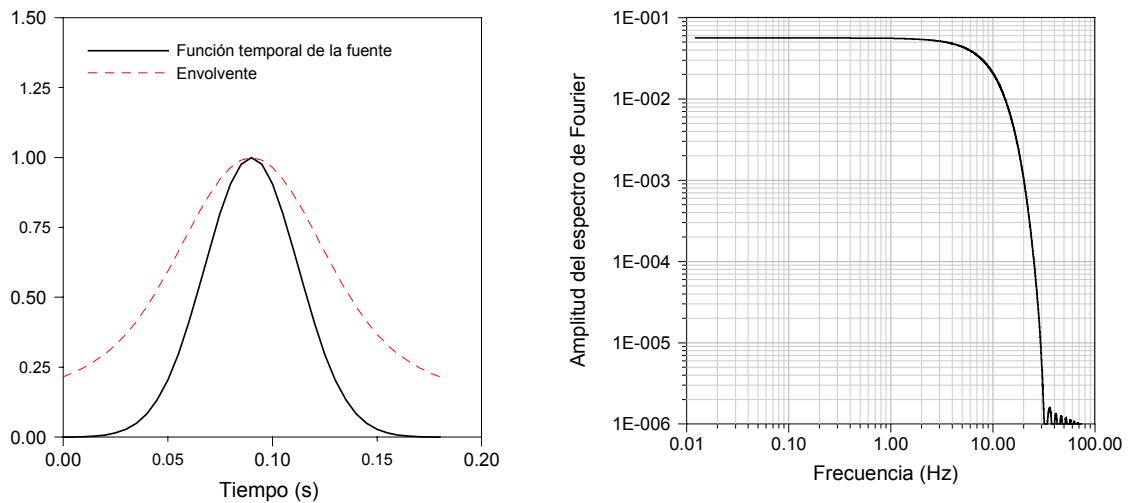 1.50
1.25
1.00
0.75
0.50
0.25
0.00
Función temporal de la fuente
Envolvente
0.00
0.05
0.10
0.15
0.20
Tiempo (s)
Amplitud del espectro de Fourier
1E-001
1E-002
1E-003
1E-004
1E-005
1E-006
0.01
0.10
1.00
10.00
100.00
Frecuencia (Hz)